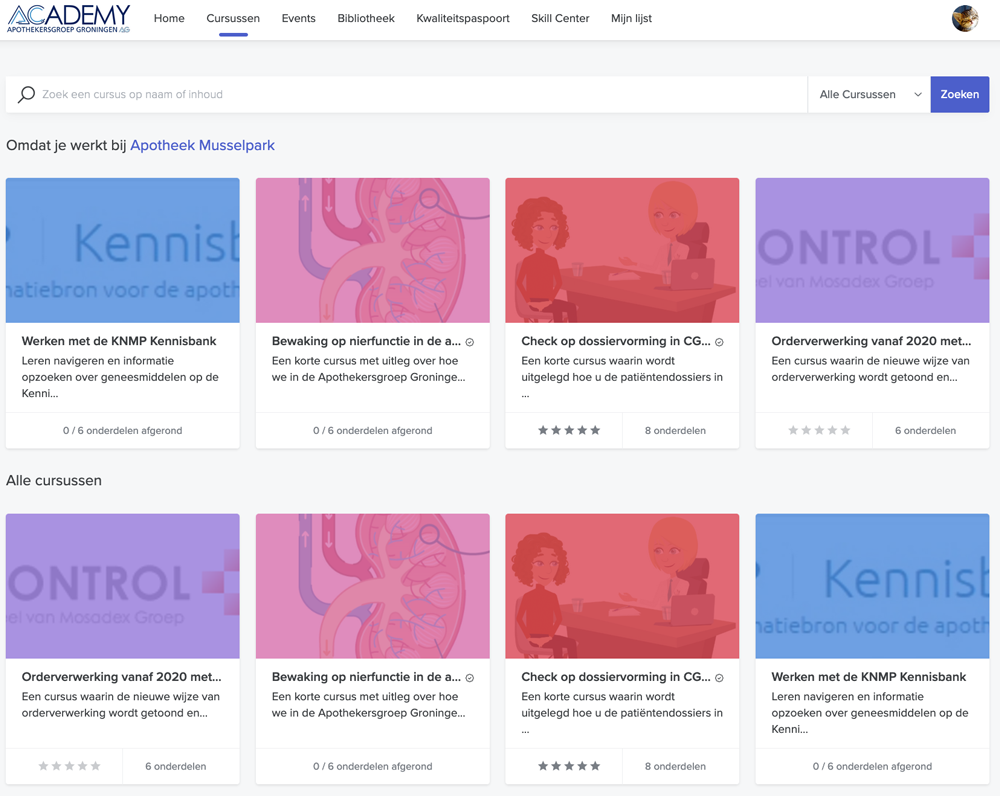 ACADEMY
APOTHEKERSGROEP GRONINGEN AG
Home Cursussen Events Bibliotheek Kwaliteitspaspoort Skill Center Mijn lijst
Zoek een cursus op naam of inhoud
Alle Cursussen
Zoeken
Omdat je werkt bij Apotheek Musselpark
Kennisb
natiebron voor de apoth
Werken met de KNMP Kennisbank
Leren navigeren en informatie
opzoeken over geneesmiddelen op de
Kenni...
0 / 6 onderdelen afgerond
Bewaking op nierfunctie in de a...
Een korte cursus met uitleg over hoe
we in de Apothekersgroep Groninge...
0 / 6 onderdelen afgerond
Check op dossiervorming in CG...
Een korte cursus waarin wordt
uitgelegd hoe u de patiëntendossiers in
...
8 onderdelen
ONTROL
eel van Mosadex Groep
Orderverwerking vanaf 2020 met...
Een cursus waarin de nieuwe wijze van
orderverwerking wordt getoond en...
6 onderdelen
Alle cursussen
ONTROL
eel van Mosadex Groep
Orderverwerking vanaf 2020 met...
Een cursus waarin de nieuwe wijze van
orderverwerking wordt getoond en...
6 onderdelen
Bewaking op nierfunctie in de a...
Een korte cursus met uitleg over hoe
we in de Apothekersgroep Groninge...
0 / 6 onderdelen afgerond
Check op dossiervorming in CG...
Een korte cursus waarin wordt
uitgelegd hoe u de patiëntendossiers in
...
8 onderdelen
Kennisb
natiebron voor de apoth
Werken met de KNMP Kennisbank
Leren navigeren en informatie
opzoeken over geneesmiddelen op de
Kenni...
0 / 6 onderdelen afgerond